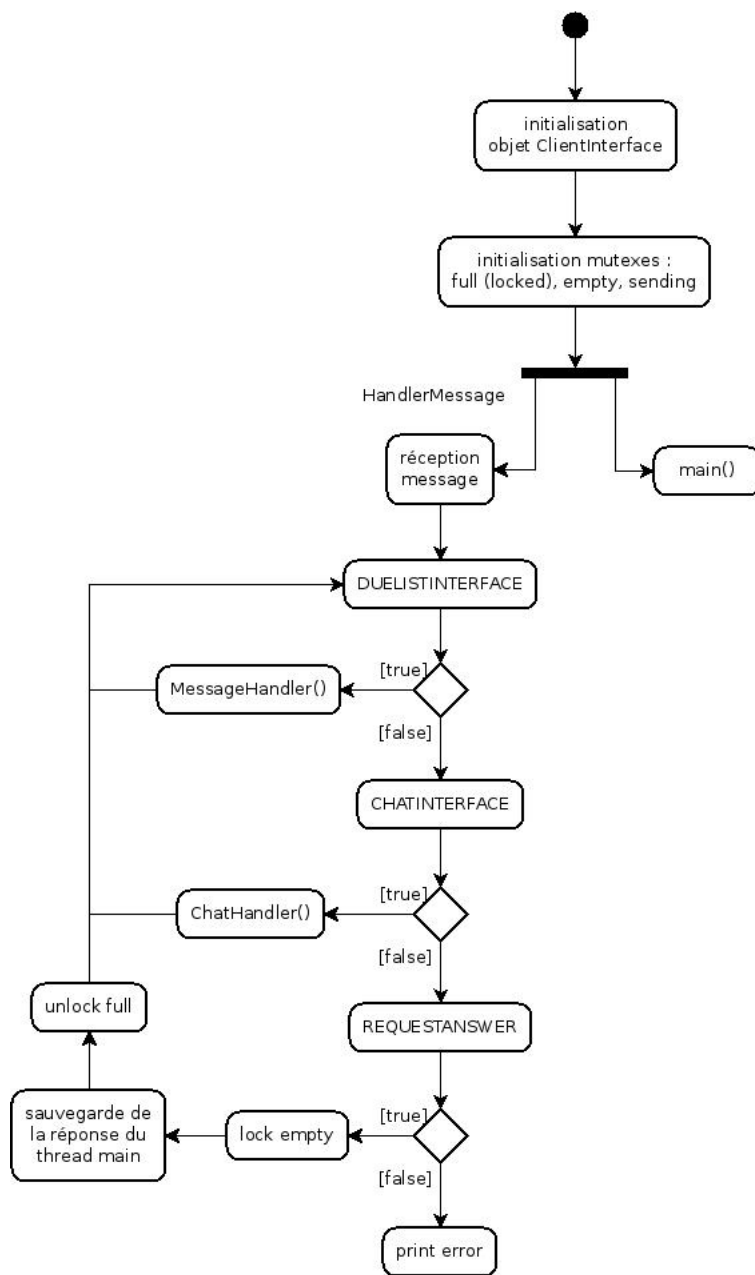 initialisation
objet ClientInterface
initialisation mutexes :
full (locked), empty, sending
HandlerMessage
réception
message
main()
DUELISTINTERFACE
[true]
MessageHandler()
[false]
CHATINTERFACE
[true]
ChatHandler()
[false]
unlock full
REQUESTANSWER
sauvegarde de
la réponse du
thread main
lock empty
[true]
[false]
print error